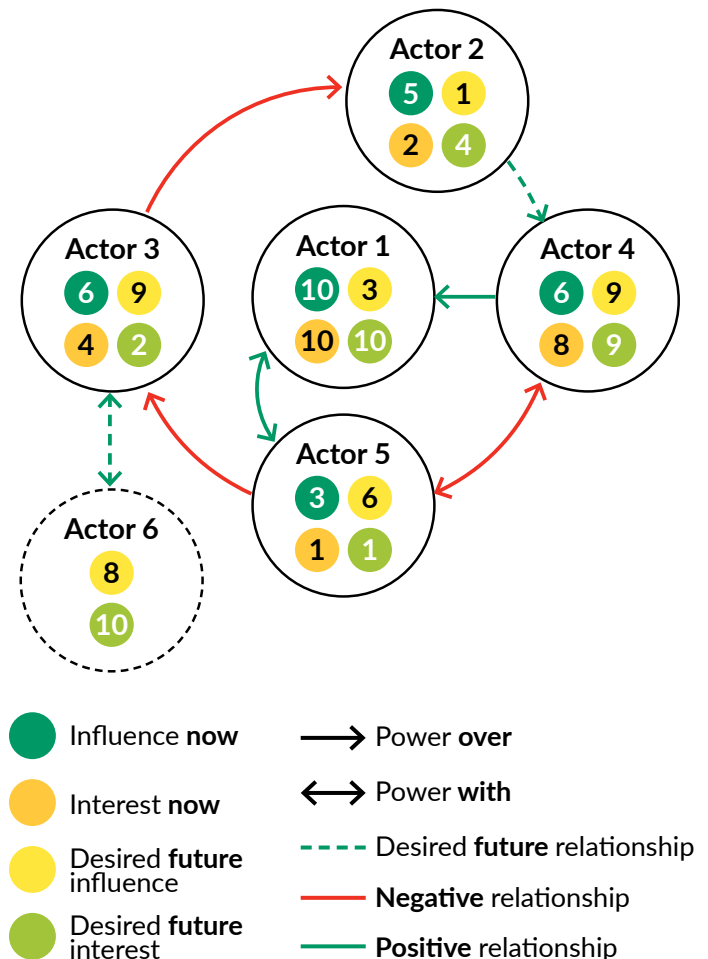 Actor 2
5 1
2 4
Actor 3
6 9
4 2
Actor 1
10 3
10 10
Actor 4
6 9
8 9
Actor 5
3 6
1 1
Actor 6
8
10
Influence now
Interest now
Desired future
influence
Desired future
interest
Power over
Power with
Desired future relationship
Negative relationship
Positive relationship